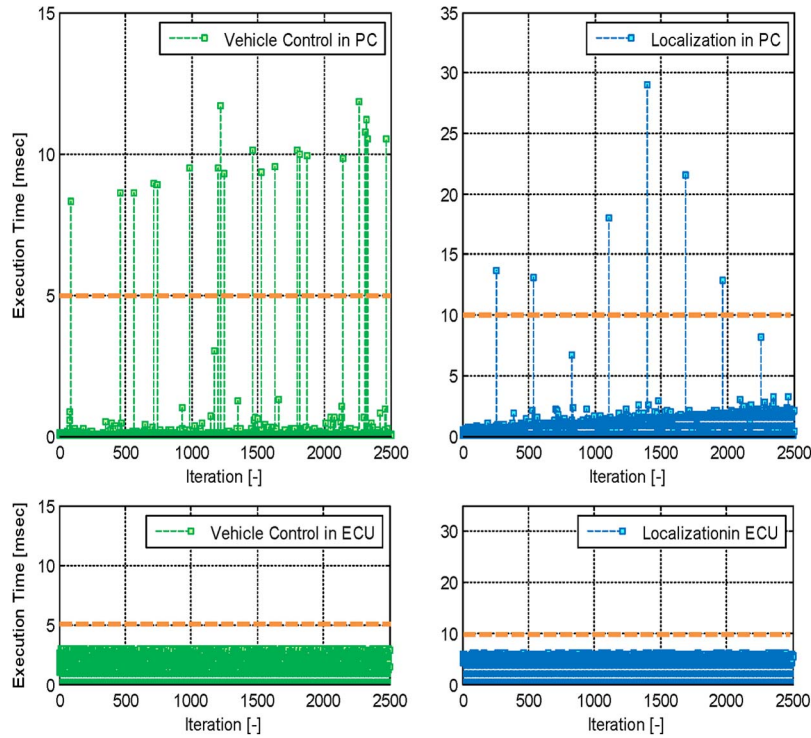 Vehicle Control in PC
Execution Time [msec]
15
10
5
0
0 500 1000 1500 2000 2500
Iteration [-]
Localization in PC
35
30
25
20
15
10
5
0
0 500 1000 1500 2000 2500
Iteration [-]
Vehicle Control in ECU
Execution Time [msec]
15
10
5
0
0 500 1000 1500 2000 2500
Iteration [-]
Localizationin ECU
30
20
10
0
0 500 1000 1500 2000 2500
Iteration [-]